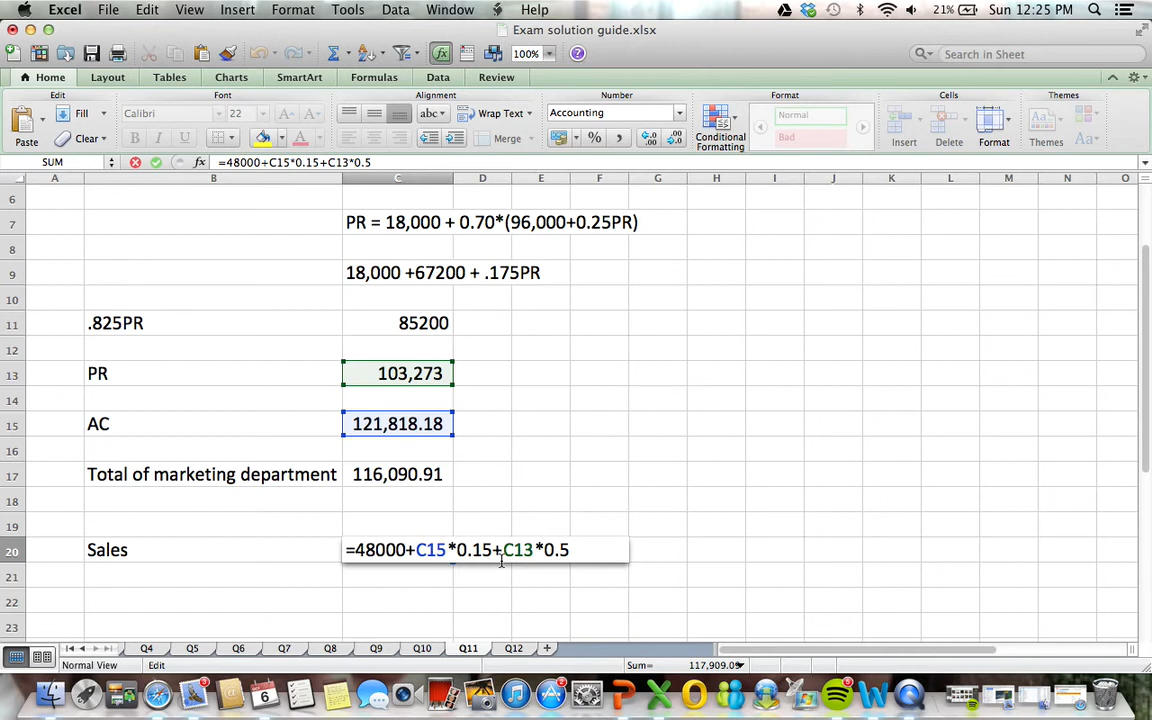 Excel File Edit View Insert Format Tools Data Window Help 21% Sun 12:25 PM
Exam solution guide.xlsx
100% Search in Sheet
Home Layout Tables Charts SmartArt Formulas Data Review
Edit Font Alignment Number Format Cells Themes
Fill Calibri 22 A A abc Wrap Text Accounting Normal
Paste Clear B I U A Merge % , .0 .00 Conditional Formatting Bad Insert Delete Format Themes Aa
SUM fx =48000+C15*0.15+C13*0.5
A B C D E F G H I J K L M N O
6
7 PR = 18,000 + 0.70*(96,000+0.25PR)
8
9 18,000 +67200 + .175PR
10
11 .825PR 85200
12
13 PR 103,273
14
15 AC 121,818.18
16
17 Total of marketing department 116,090.91
18
19
20 Sales =48000+C15*0.15+C13*0.5
21
22
23
Q4 Q5 Q6 Q7 Q8 Q9 Q10 Q11 Q12
Normal View Edit Sum= 117,909.09